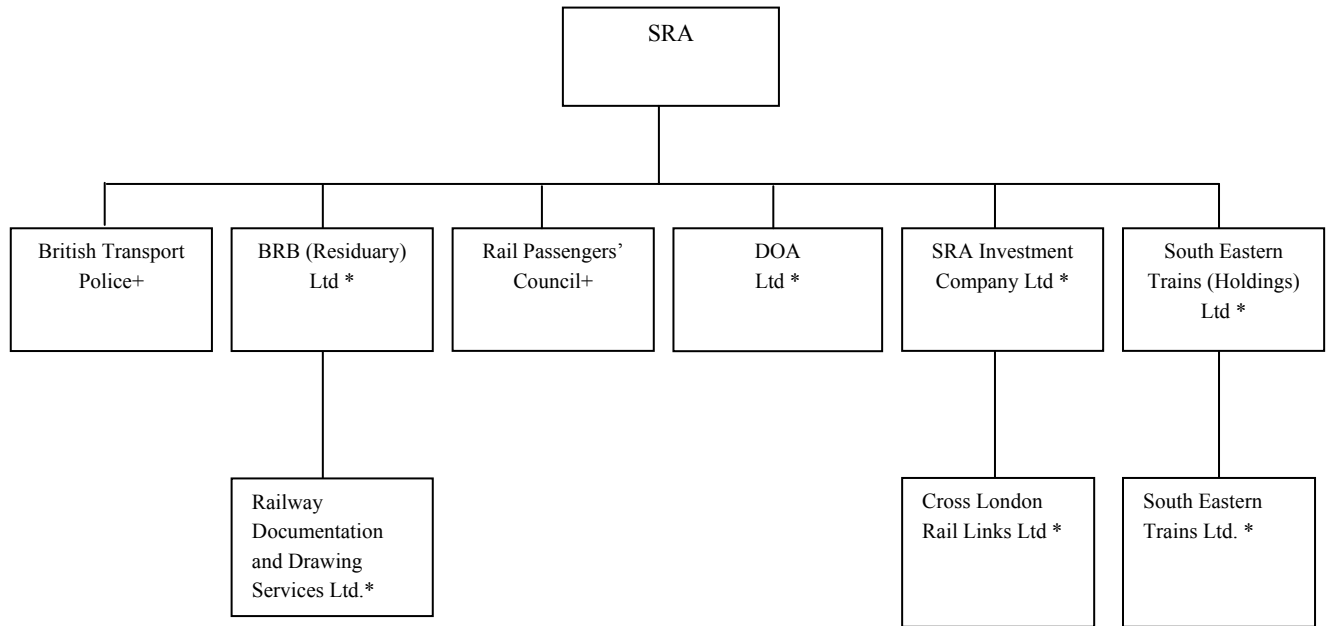 SRA
British Transport
Police+
BRB (Residuary)
Ltd *
Rail Passengers’
Council+
DOA
Ltd *
SRA Investment
Company Ltd *
South Eastern
Trains (Holdings)
Ltd *
Railway
Documentation
and Drawing
Services Ltd.*
Cross London
Rail Links Ltd *
South Eastern
Trains Ltd. *